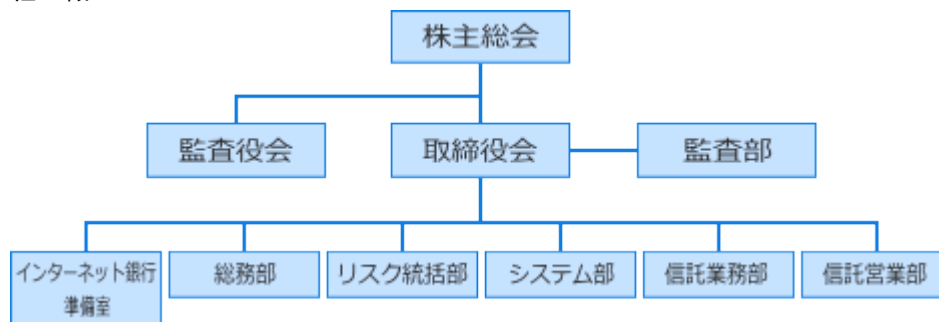 株主総会
監査役会
取締役会
監査部
インターネット銀行
準備室
総務部
リスク統括部
システム部
信託業務部
信託営業部